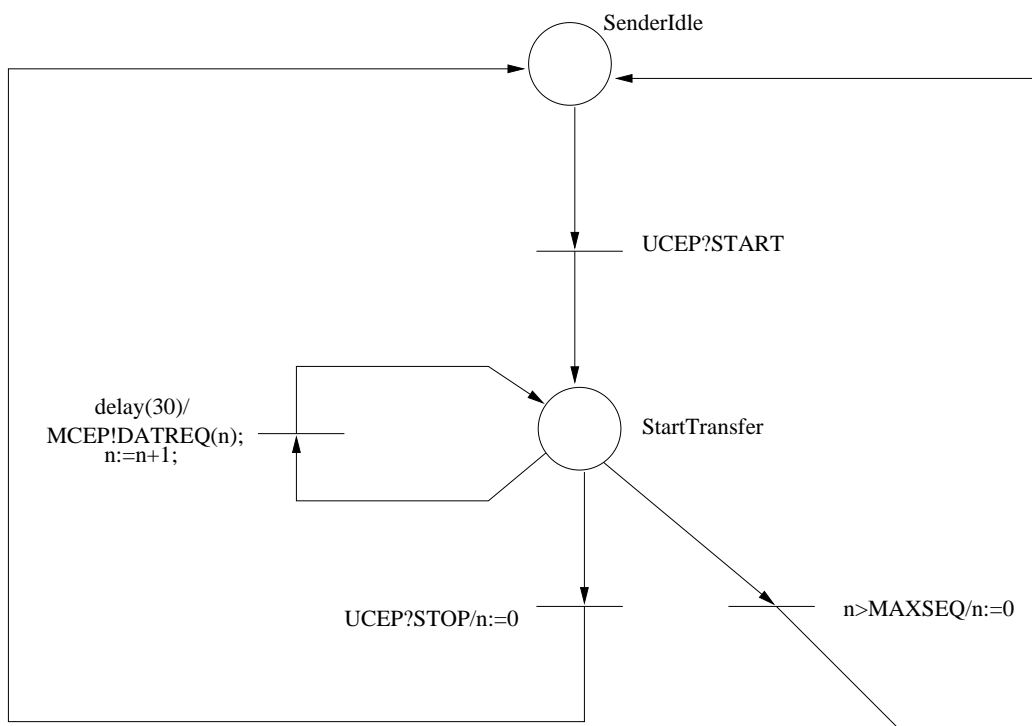 SenderIdle
UCEP?START
delay(30)/
MCEP!DATREQ(n);
n:=n+1;
StartTransfer
UCEP?STOP/n:=0
n>MAXSEQ/n:=0